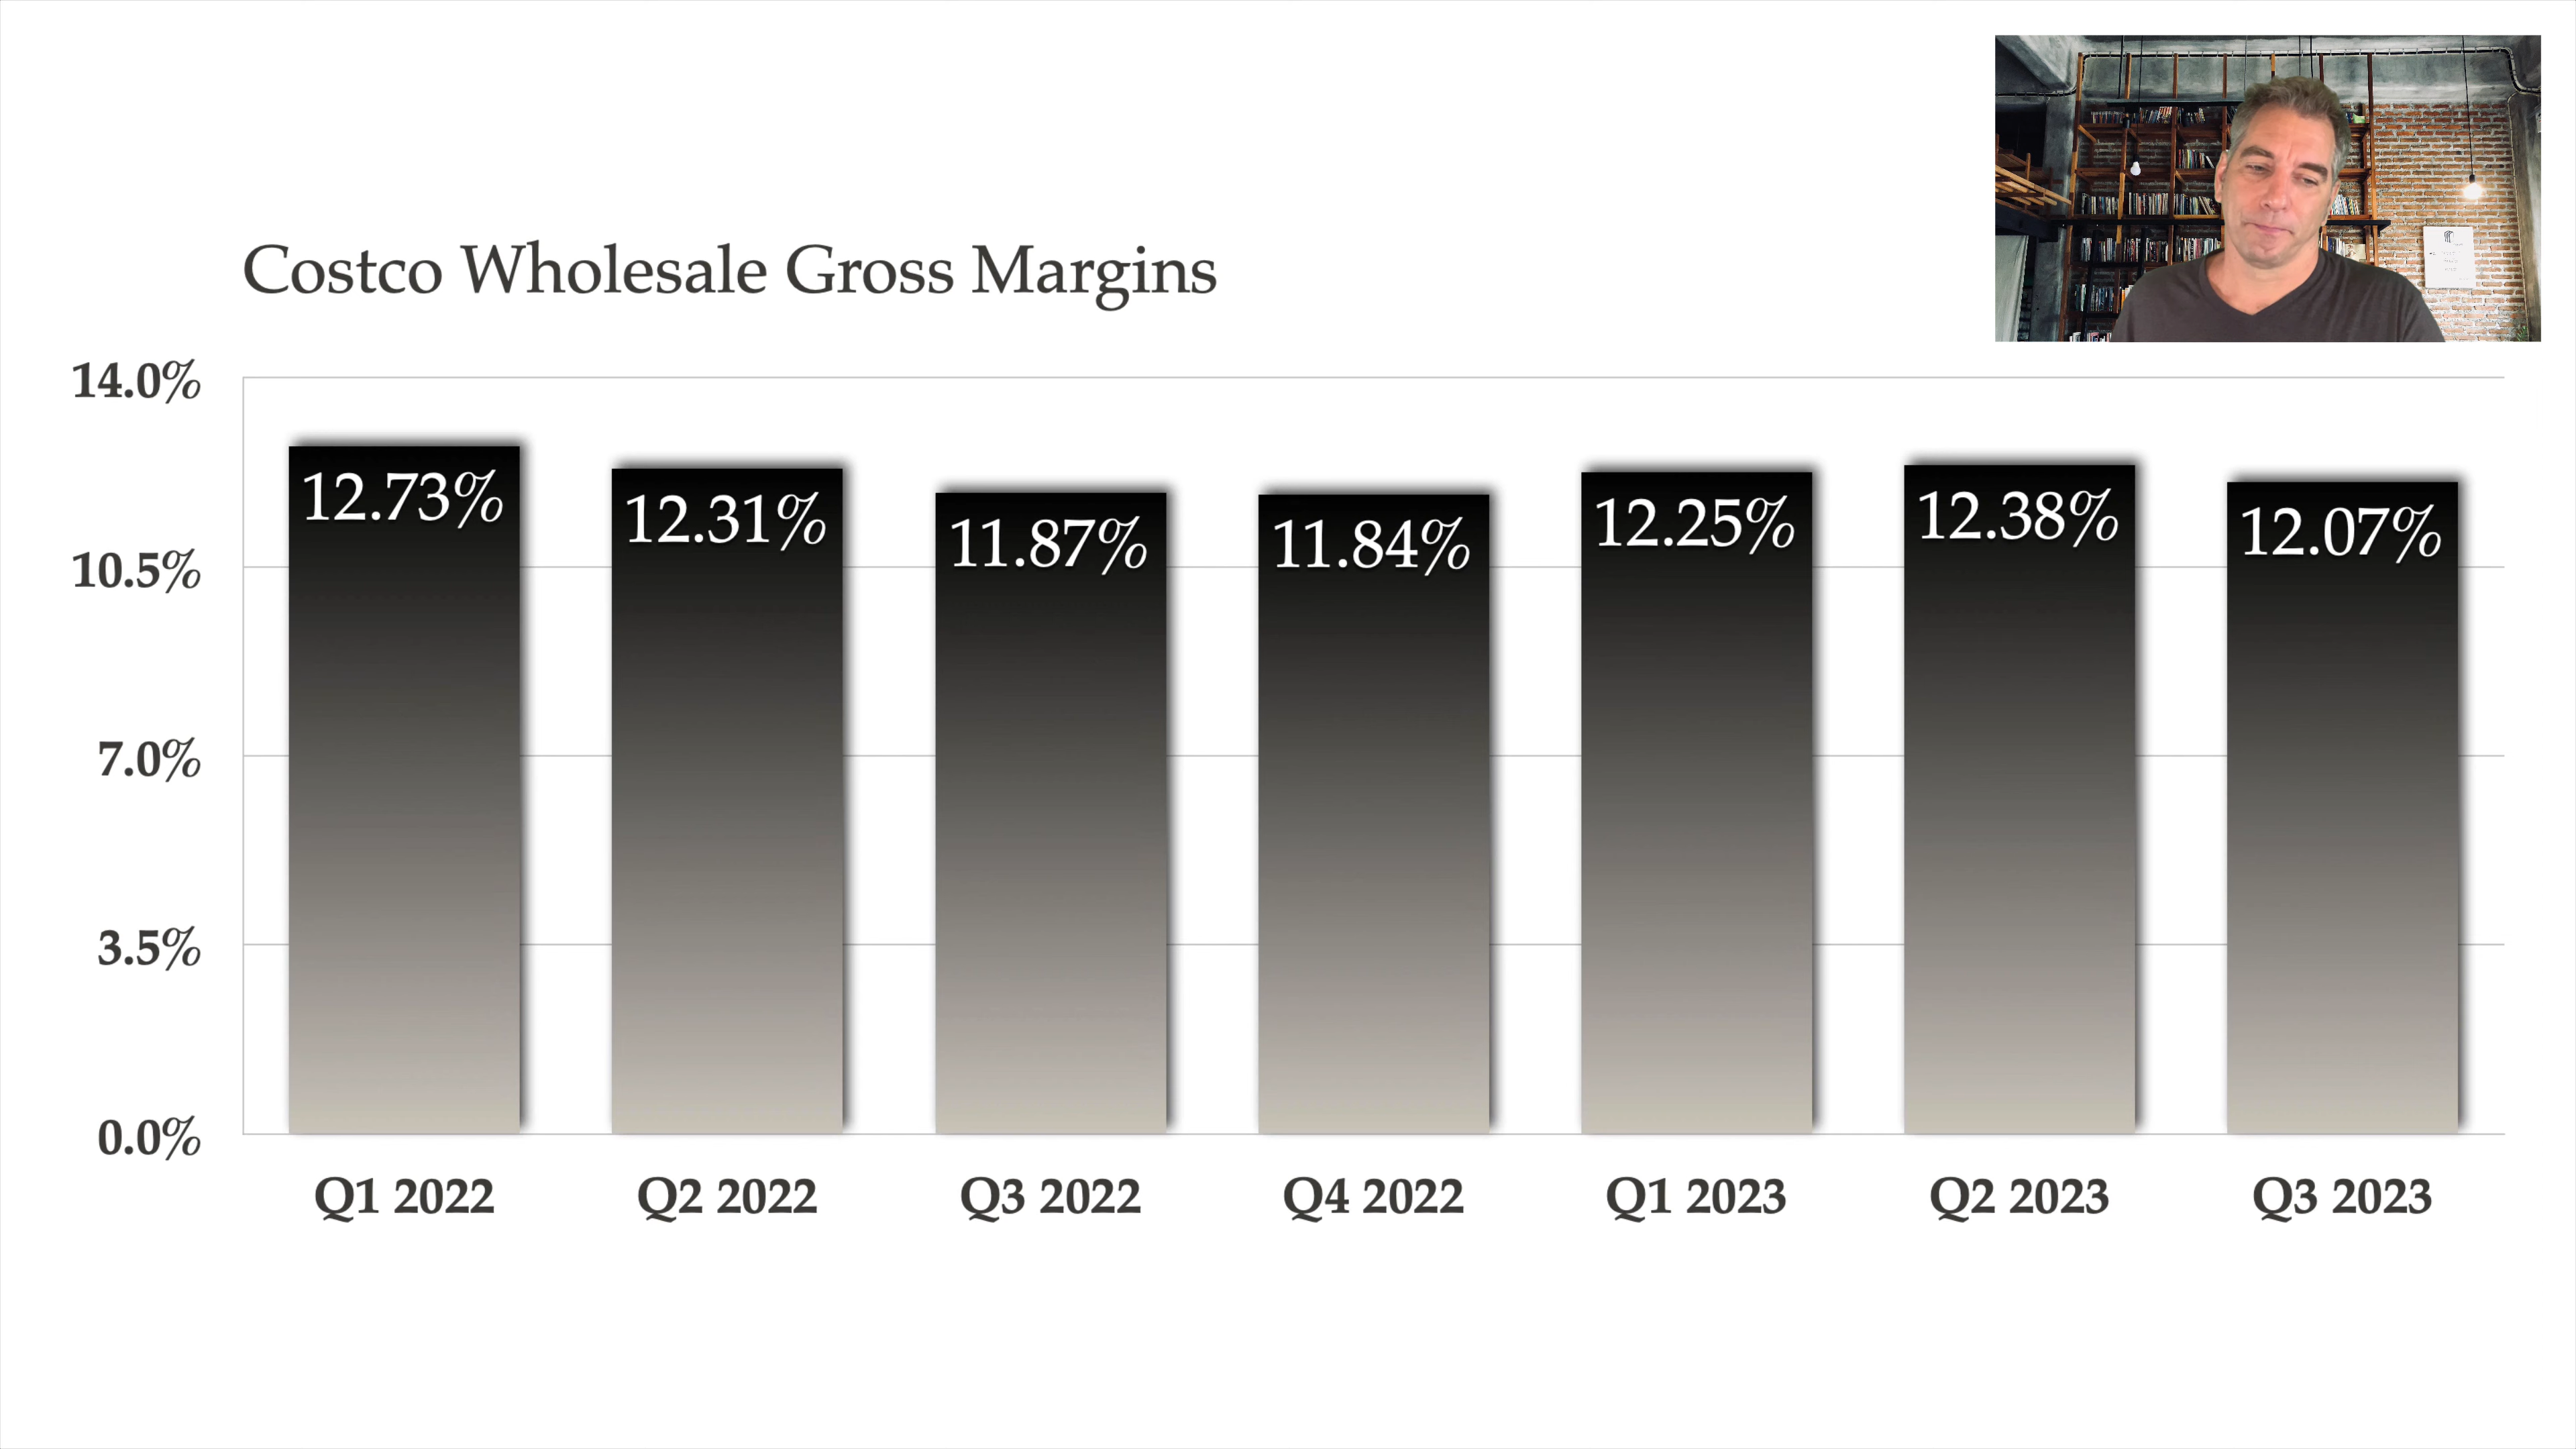 Costco Wholesale Gross Margins
14.0%
10.5%
7.0%
3.5%
0.0%
12.73%
12.31%
11.87%
11.84%
12.25%
12.38%
12.07%
Q1 2022
Q2 2022
Q3 2022
Q4 2022
Q1 2023
Q2 2023
Q3 2023